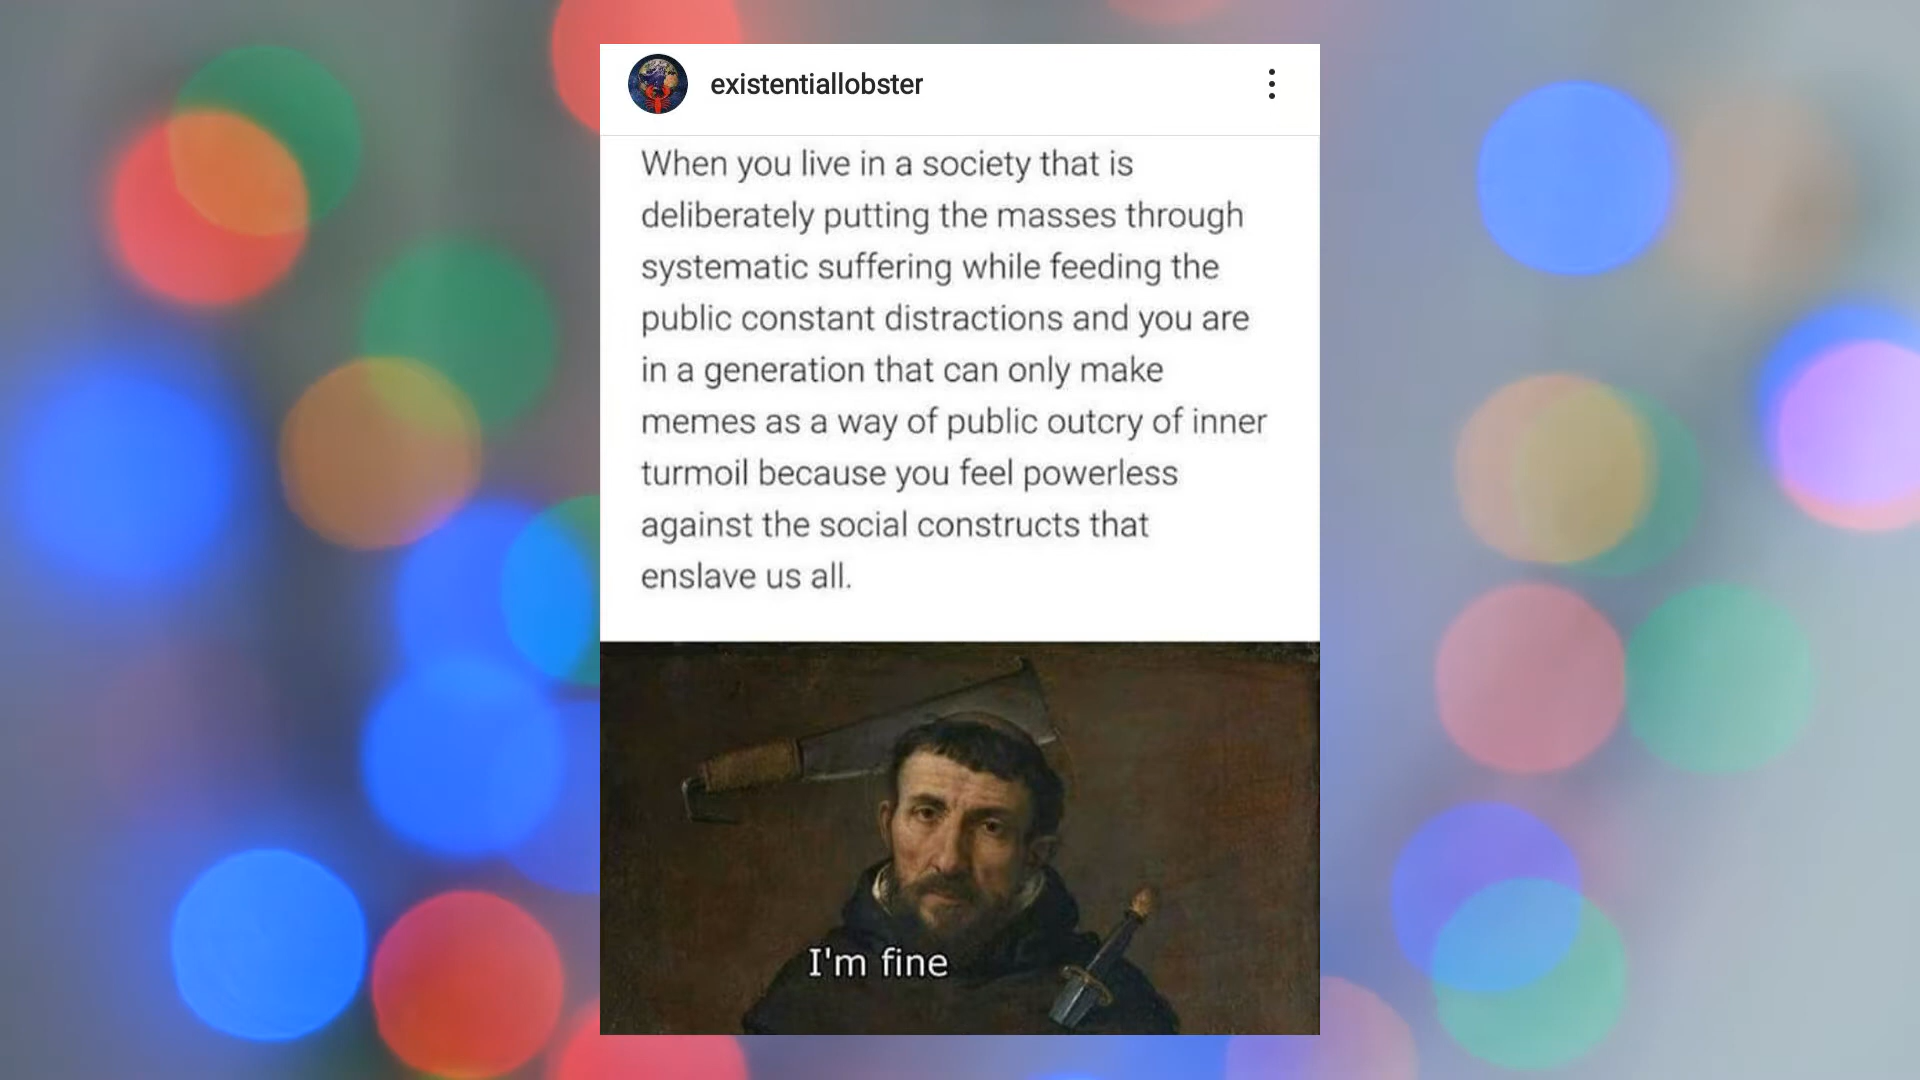 existentiallobster
When you live in a society that is
deliberately putting the masses through
systematic suffering while feeding the
public constant distractions and you are
in a generation that can only make
memes as a way of public outcry of inner
turmoil because you feel powerless
against the social constructs that
enslave us all.
I'm fine